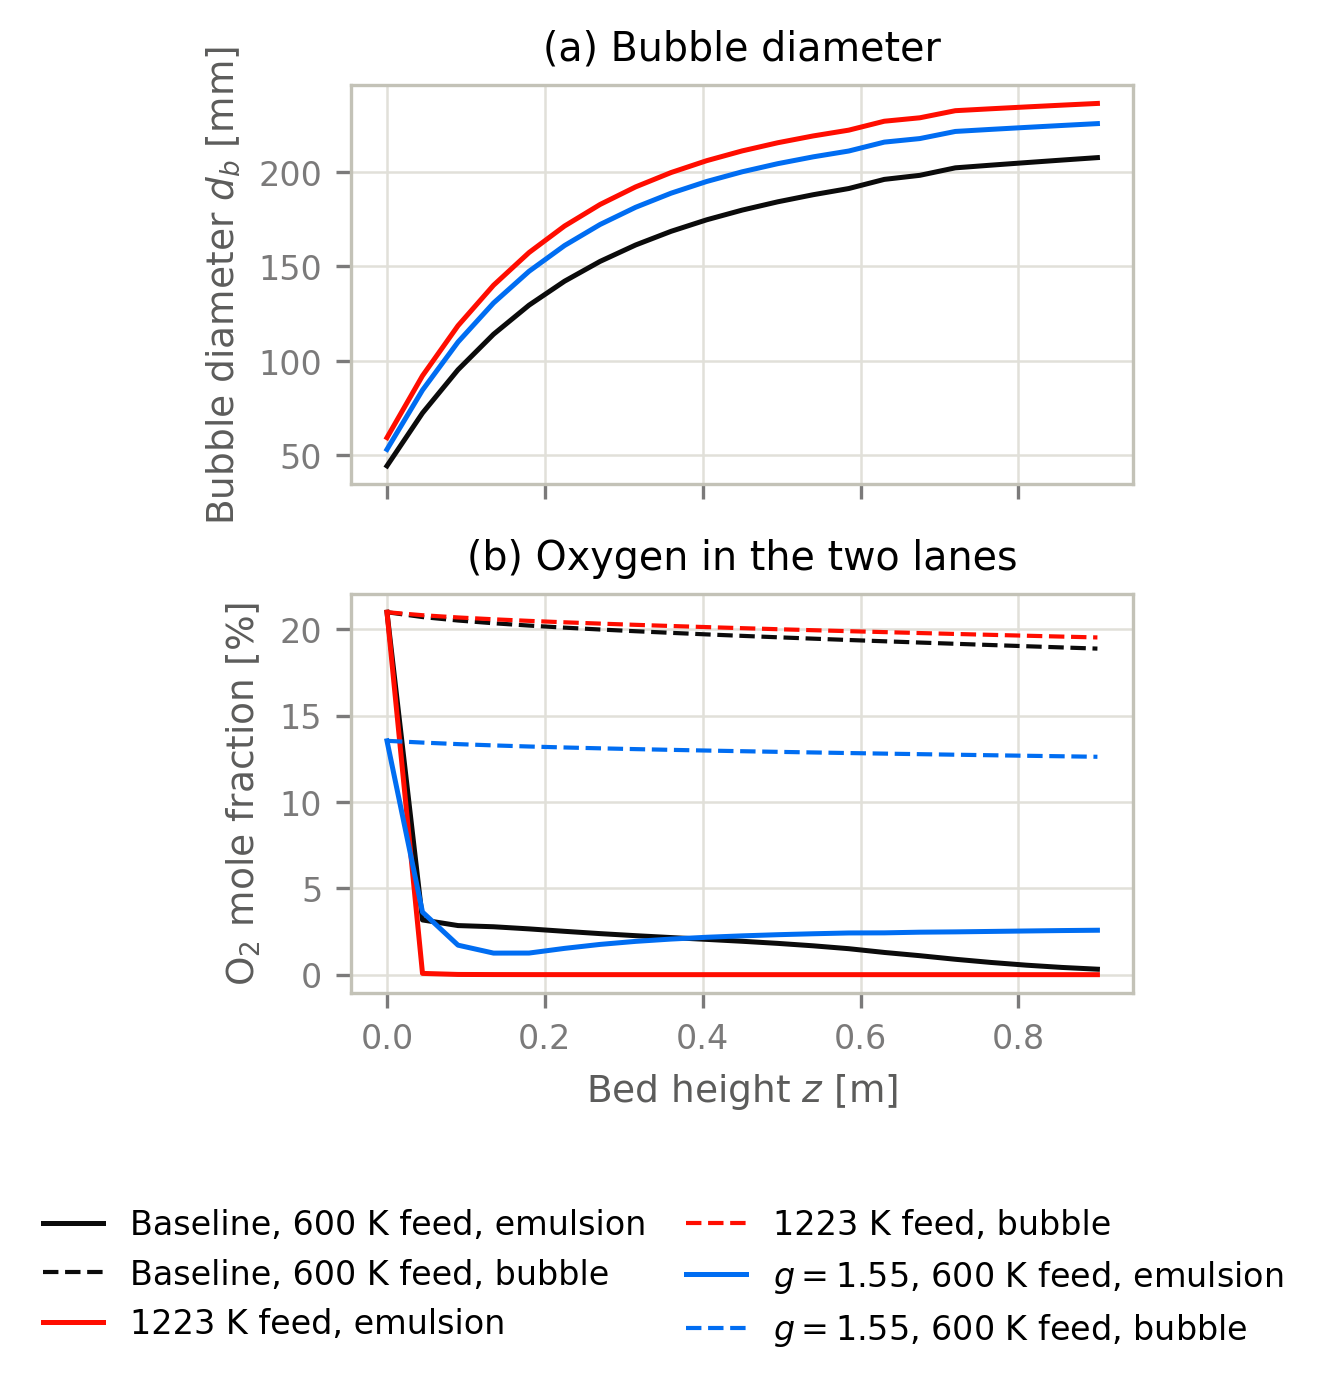 (a) Bubble diameter
Bubble diameter d_b [mm]
200
150
100
50
(b) Oxygen in the two lanes
O₂ mole fraction [%]
20
15
10
5
0
0.0 0.2 0.4 0.6 0.8
Bed height z [m]
Baseline, 600 K feed, emulsion
Baseline, 600 K feed, bubble
1223 K feed, emulsion
1223 K feed, bubble
g = 1.55, 600 K feed, emulsion
g = 1.55, 600 K feed, bubble